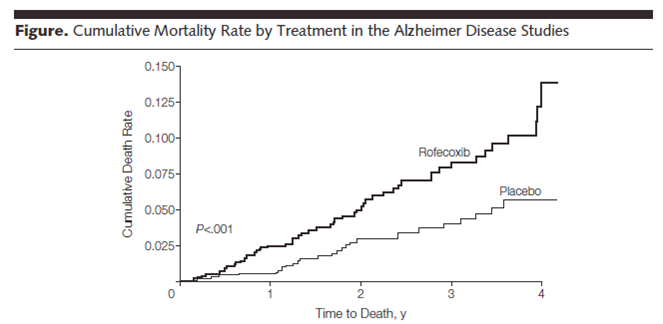 Figure. Cumulative Mortality Rate by Treatment in the Alzheimer Disease Studies
0.150
0.125
0.100
0.075
0.050
0.025
Cumulative Death Rate
Rofecoxib
Placebo
P<.001
0 1 2 3 4
Time to Death, y